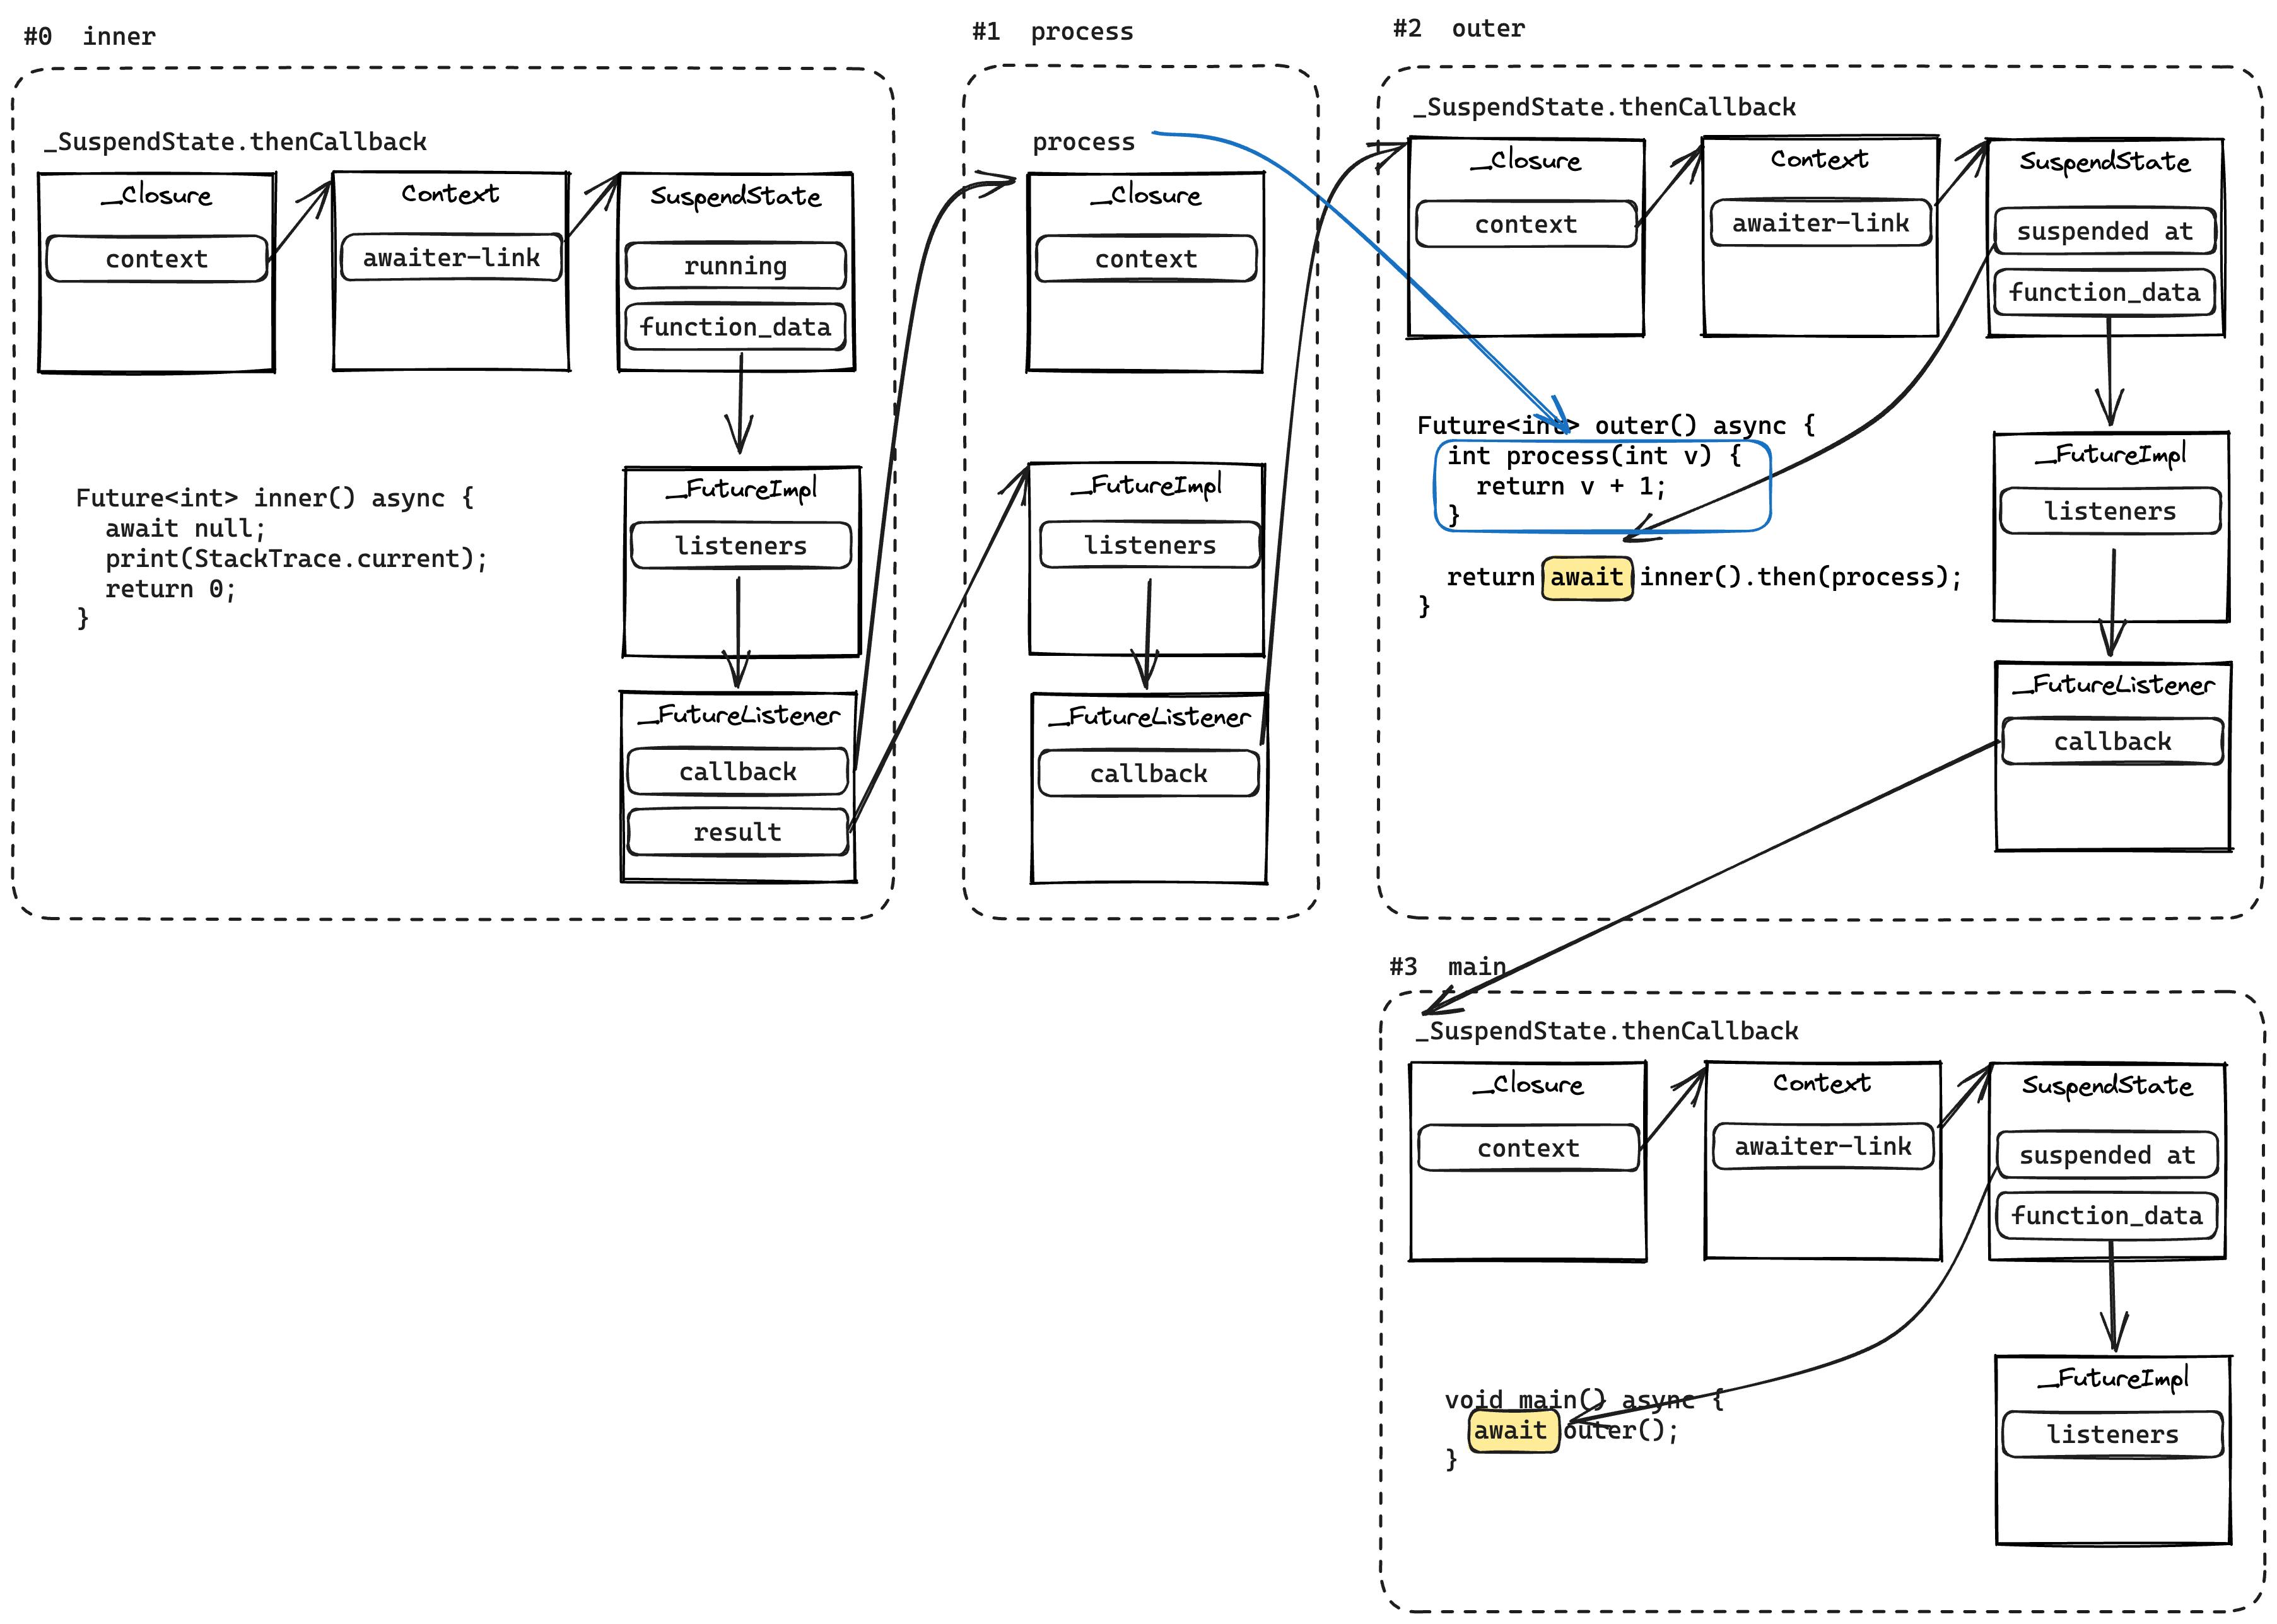 #0  inner
_SuspendState.thenCallback
_Closure
context
Context
awaiter-link
SuspendState
running
function_data
Future<int> inner() async {
  await null;
  print(StackTrace.current);
  return 0;
}
_FutureImpl
listeners
_FutureListener
callback
result
#1  process
process
_Closure
context
_FutureImpl
listeners
_FutureListener
callback
#2  outer
_SuspendState.thenCallback
_Closure
context
Context
awaiter-link
SuspendState
suspended at
function_data
Future<int> outer() async {
  int process(int v) {
    return v + 1;
  }
  return await inner().then(process);
}
_FutureImpl
listeners
_FutureListener
callback
#3  main
_SuspendState.thenCallback
_Closure
context
Context
awaiter-link
SuspendState
suspended at
function_data
void main() async {
  await outer();
}
_FutureImpl
listeners